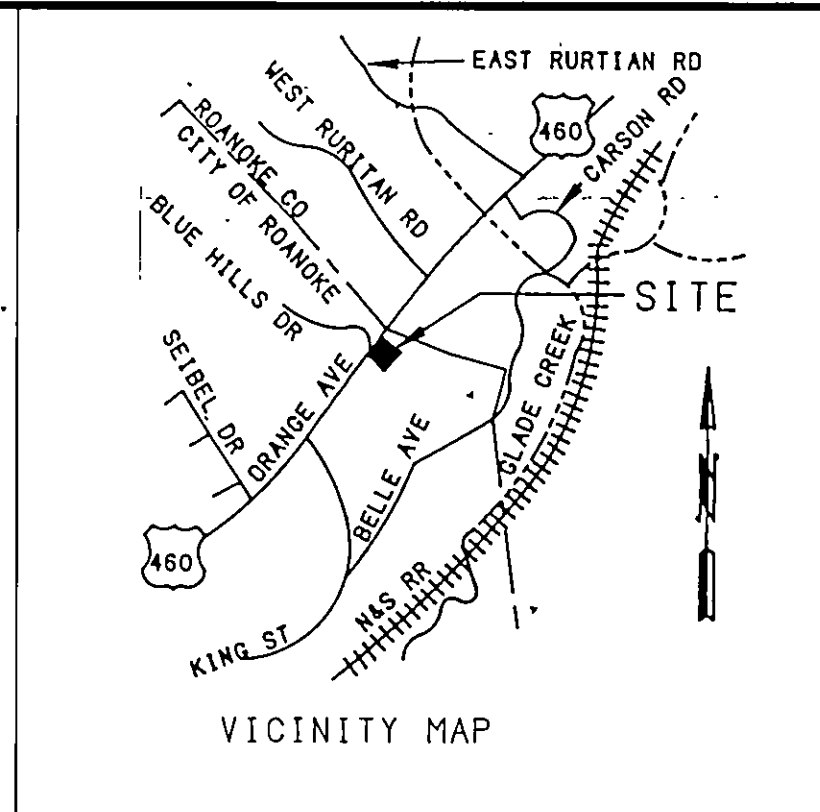 EAST RURTIAN RD
WEST RURITAN RD
460
CARSON RD
ROANOKE CO
CITY OF ROANOKE
BLUE HILLS DR
SITE
SEIBEL DR
ORANGE AVE
BELLE AVE
GLADE CREEK
N
460
N&S RR
KING ST
VICINITY MAP